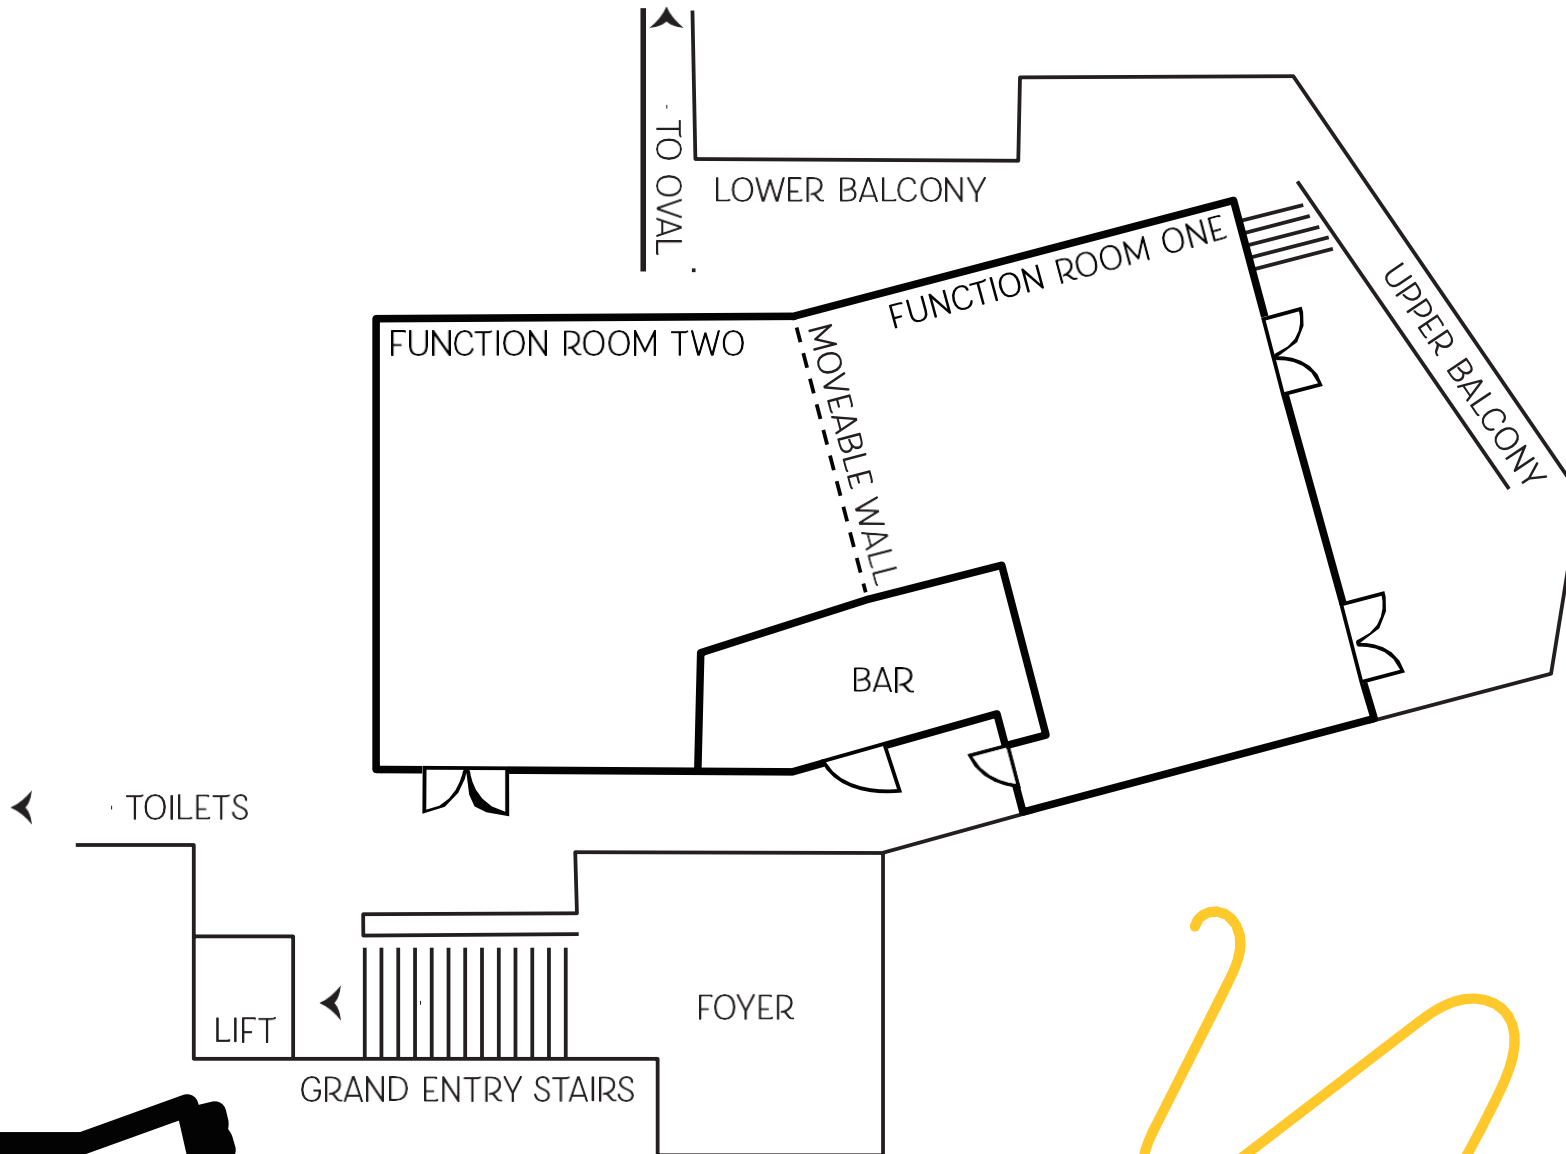 TO OVAL
LOWER BALCONY
FUNCTION ROOM ONE
UPPER BALCONY
FUNCTION ROOM TWO
MOVEABLE WALL
BAR
TOILETS
LIFT
FOYER
GRAND ENTRY STAIRS